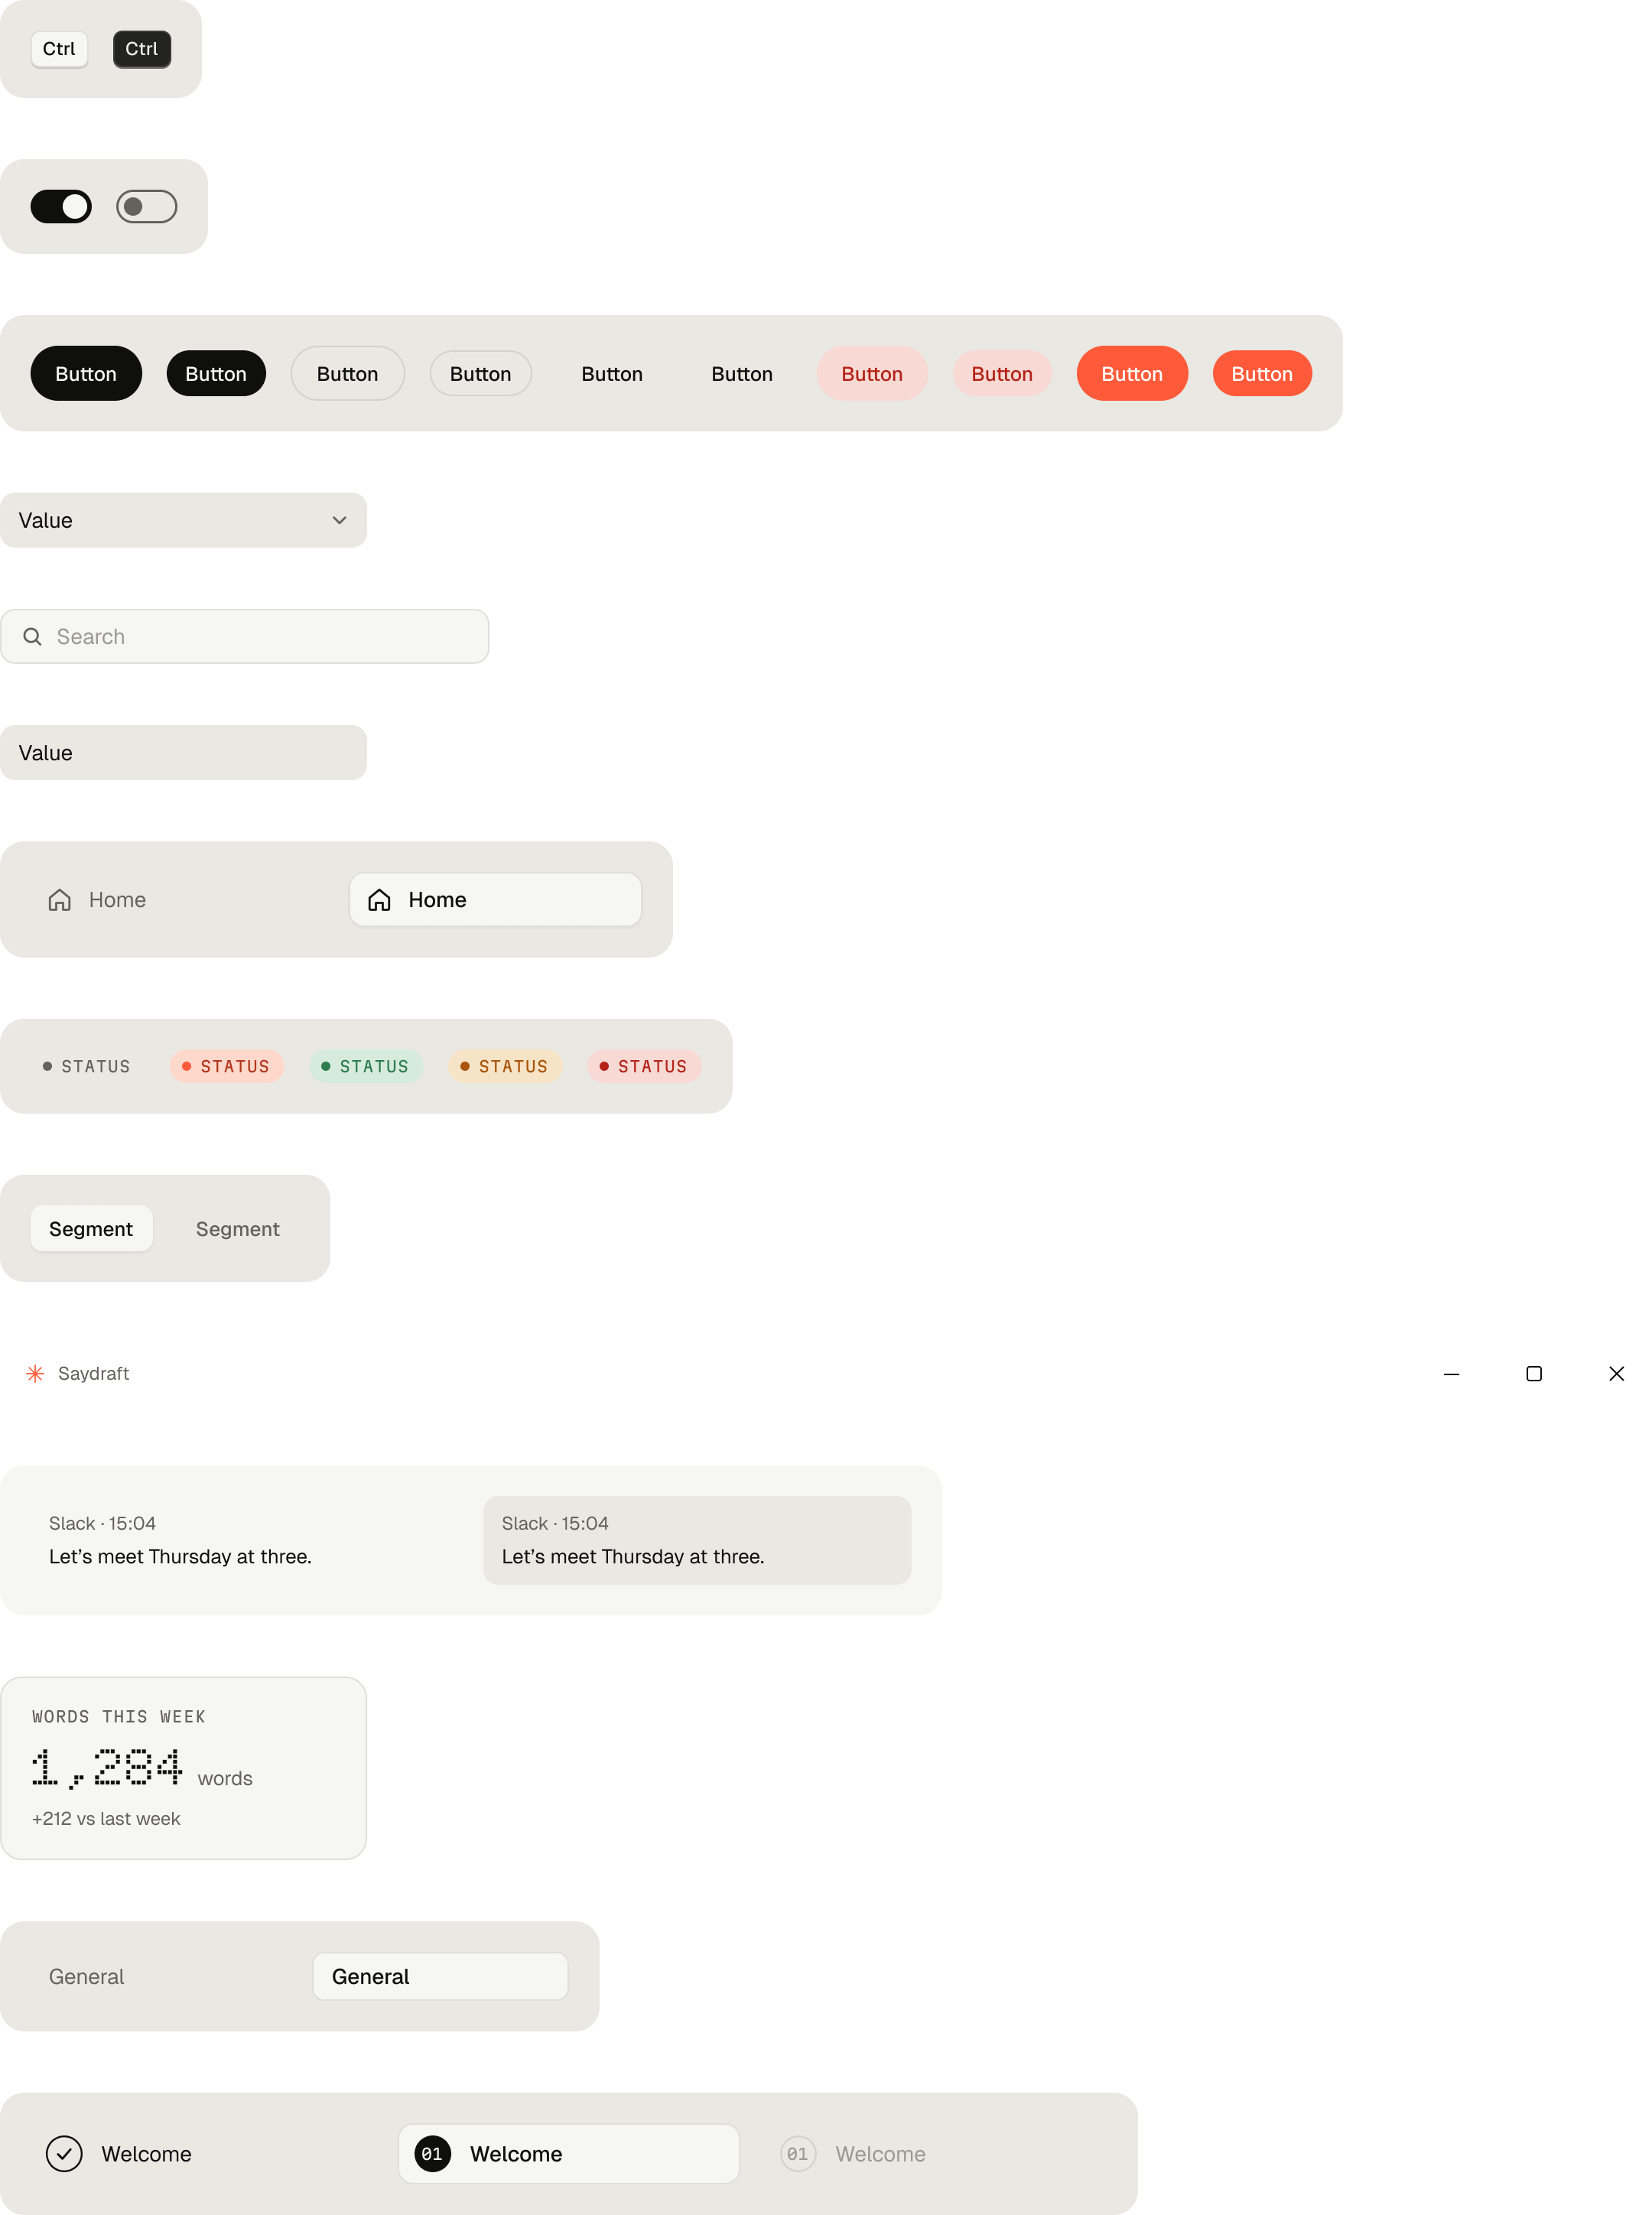 Ctrl Ctrl
Button Button Button Button Button Button Button Button Button Button
Value
Search
Value
Home Home
STATUS STATUS STATUS STATUS STATUS
Segment Segment
Saydraft
Slack · 15:04
Let’s meet Thursday at three.
Slack · 15:04
Let’s meet Thursday at three.
WORDS THIS WEEK
1,284 words
+212 vs last week
General General
Welcome 01 Welcome 01 Welcome